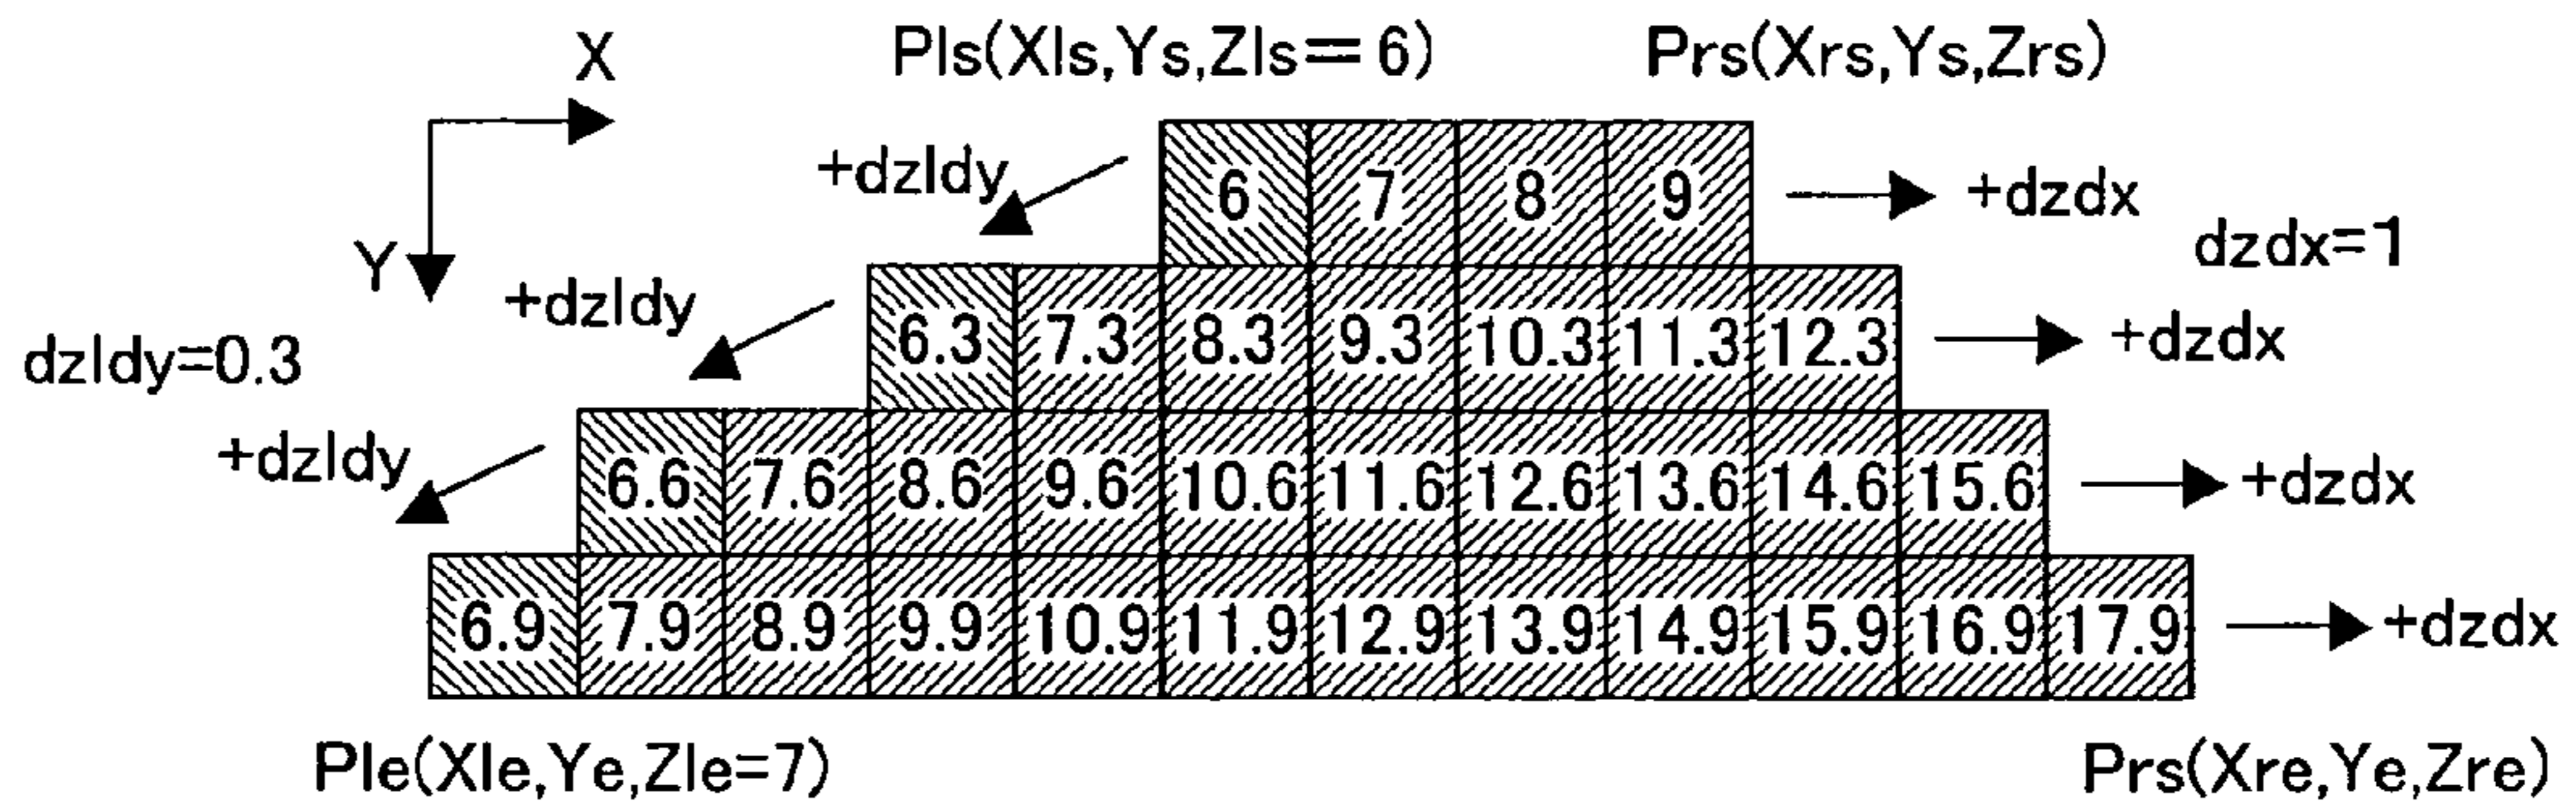 X
Pls(Xls,Ys,Zls=6)
Prs(Xrs,Ys,Zrs)
+dzldy
6 7 8 9
+dzdx
dzdx=1
Y
+dzldy
6.3 7.3 8.3 9.3 10.3 11.3 12.3
+dzdx
dzldy=0.3
+dzldy
6.6 7.6 8.6 9.6 10.6 11.6 12.6 13.6 14.6 15.6
+dzdx
6.9 7.9 8.9 9.9 10.9 11.9 12.9 13.9 14.9 15.9 16.9 17.9
+dzdx
Ple(Xle,Ye,Zle=7)
Prs(Xre,Ye,Zre)